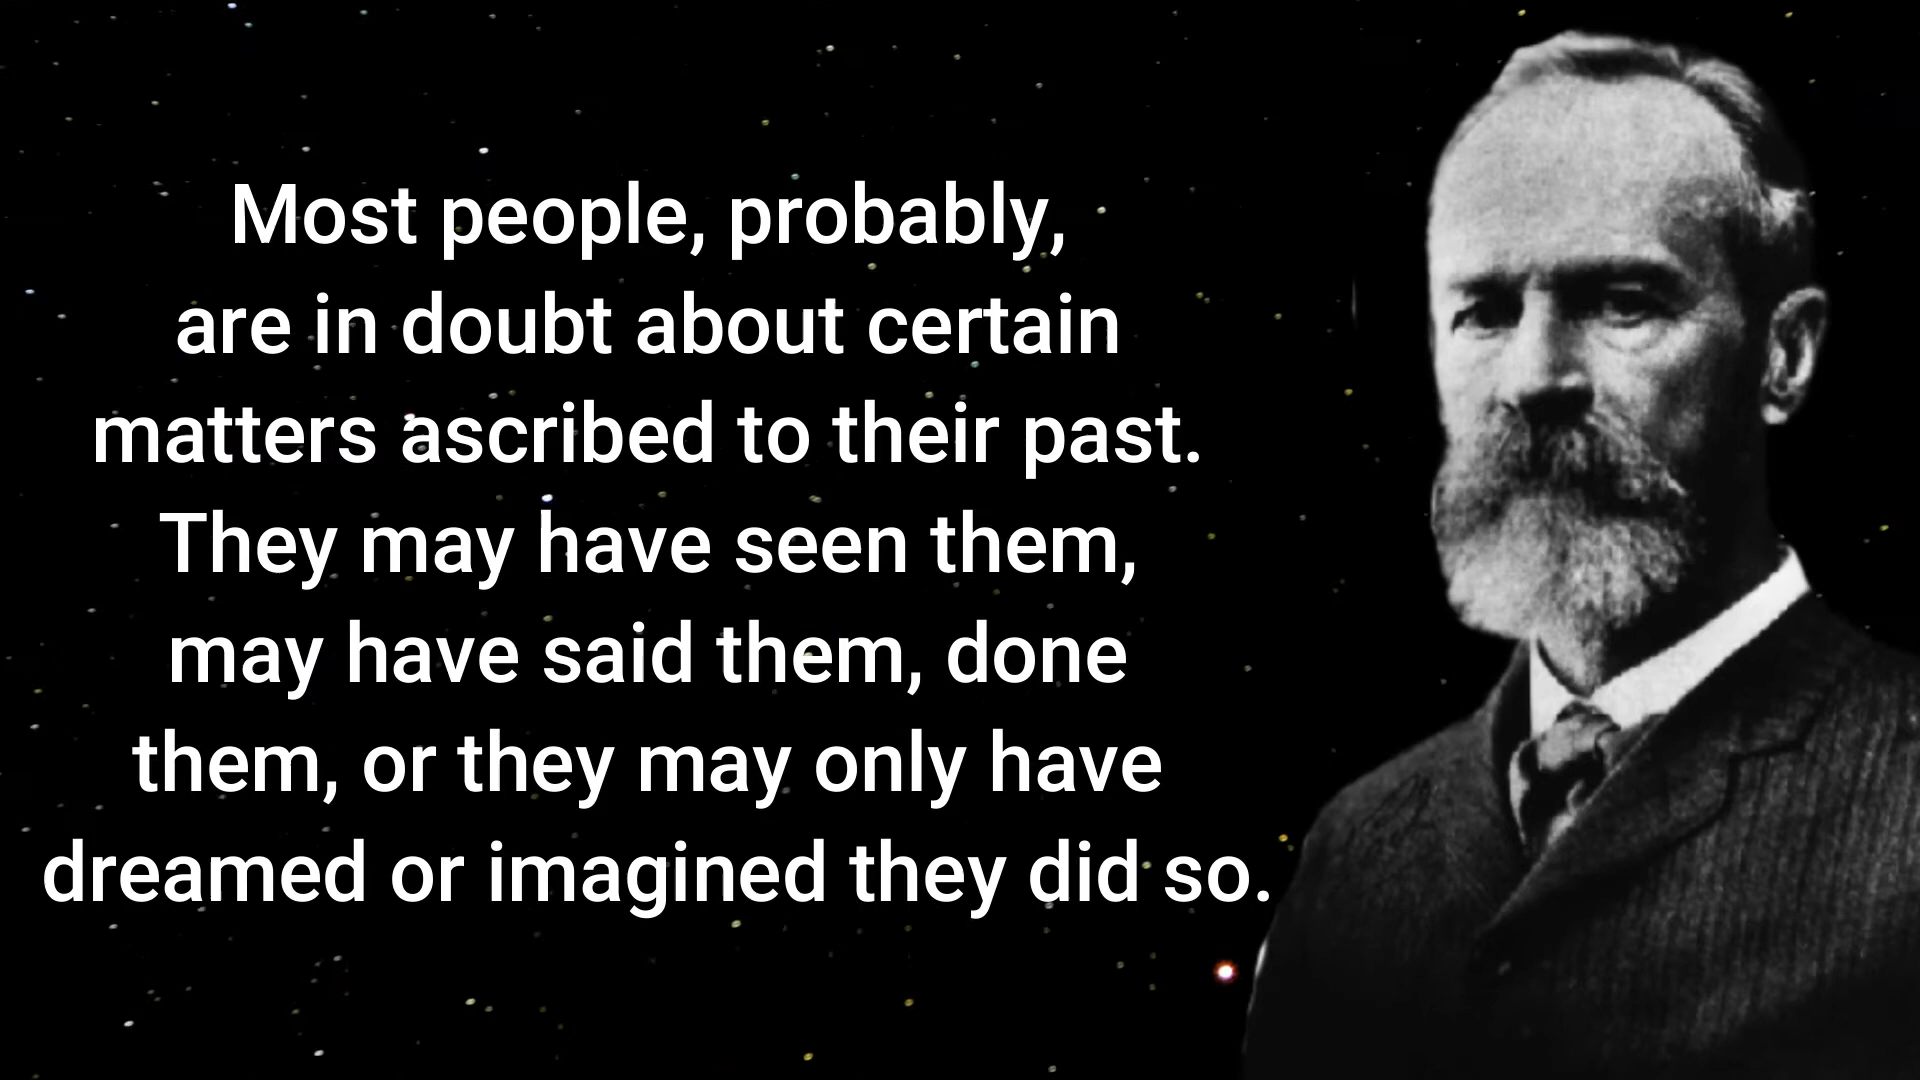 Most people, probably,
are in doubt about certain
matters ascribed to their past.
They may have seen them,
may have said them, done
them, or they may only have
dreamed or imagined they did so.